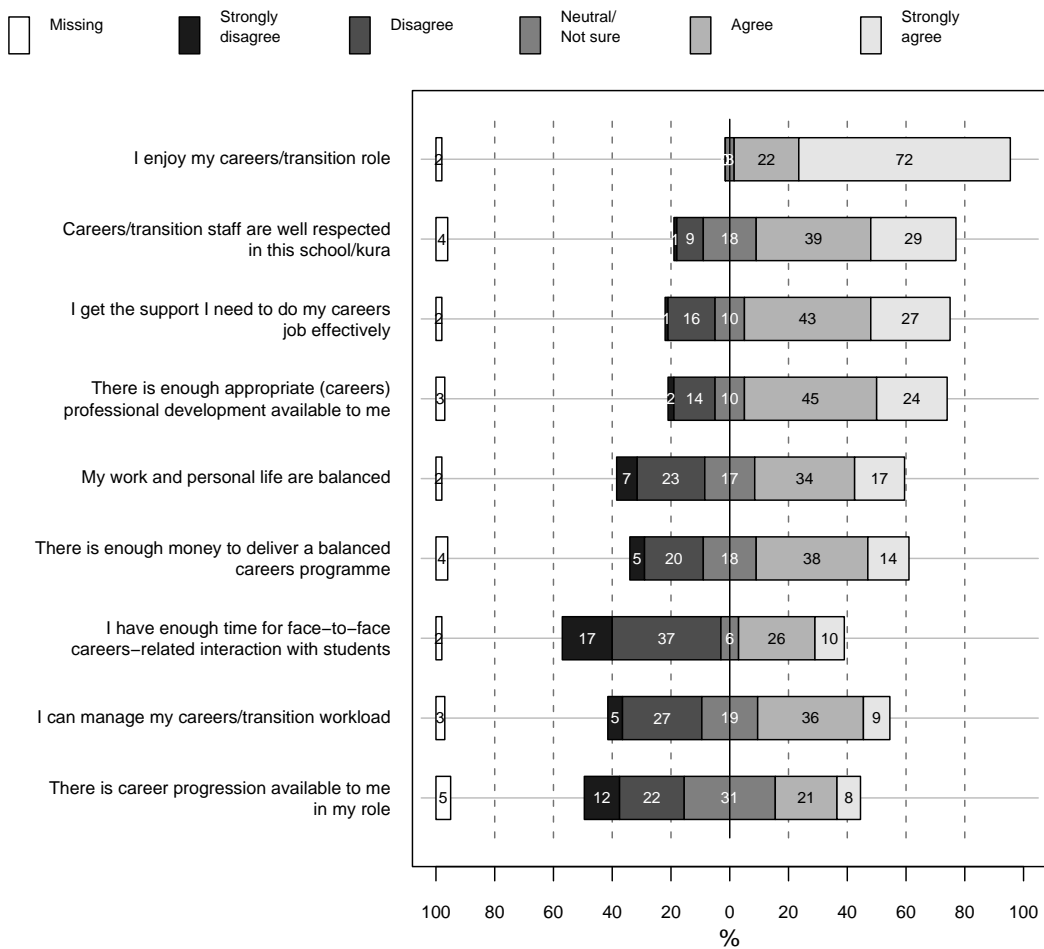 Missing
Strongly
disagree
Disagree
Neutral/
Not sure
Agree
Strongly
agree
I enjoy my careers/transition role
2 3 22 72
Careers/transition staff are well respected
in this school/kura
4 1 9 18 39 29
I get the support I need to do my careers
job effectively
2 1 16 10 43 27
There is enough appropriate (careers)
professional development available to me
3 2 14 10 45 24
My work and personal life are balanced
2 7 23 17 34 17
There is enough money to deliver a balanced
careers programme
4 5 20 18 38 14
I have enough time for face−to−face
careers−related interaction with students
2 17 37 6 26 10
I can manage my careers/transition workload
3 5 27 19 36 9
There is career progression available to me
in my role
5 12 22 31 21 8
100 80 60 40 20 0 20 40 60 80 100
%